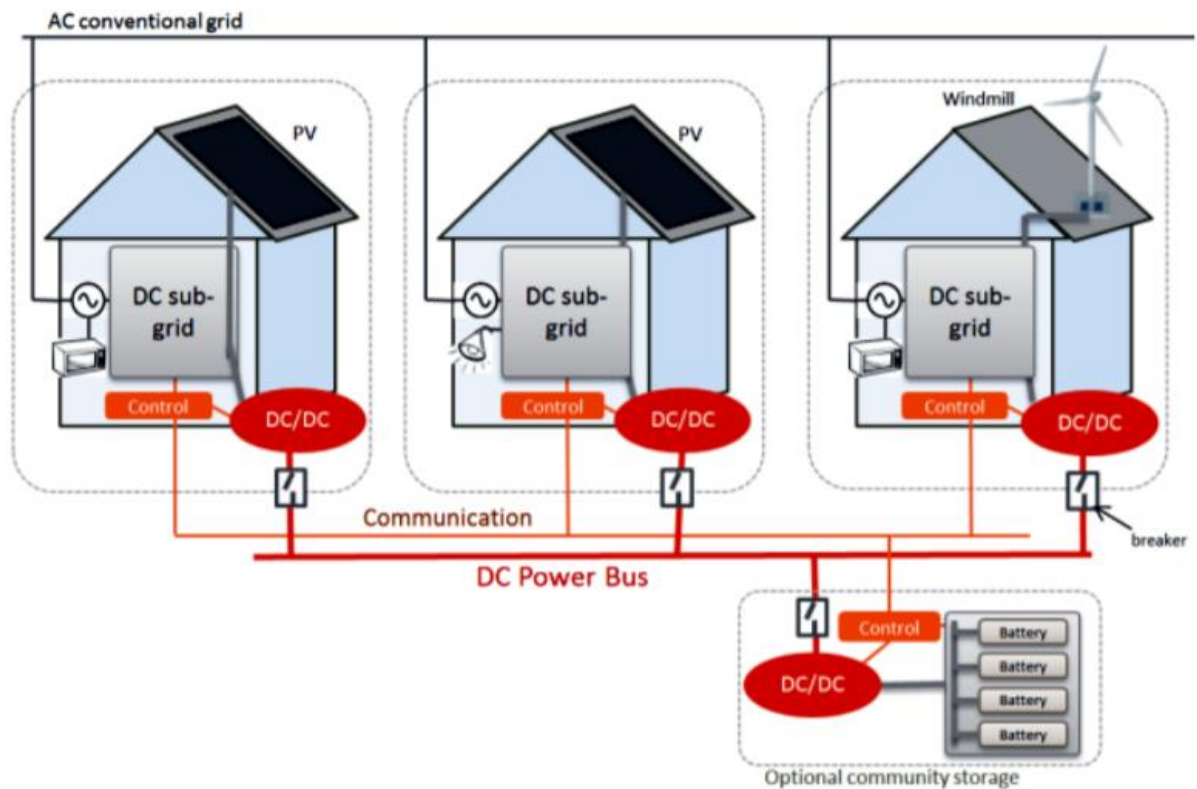 AC conventional grid
PV
PV
Windmill
DC sub-
grid
DC sub-
grid
DC sub-
grid
Control
DC/DC
Control
DC/DC
Control
DC/DC
Communication
breaker
DC Power Bus
Control
Battery
Battery
Battery
Battery
DC/DC
Optional community storage